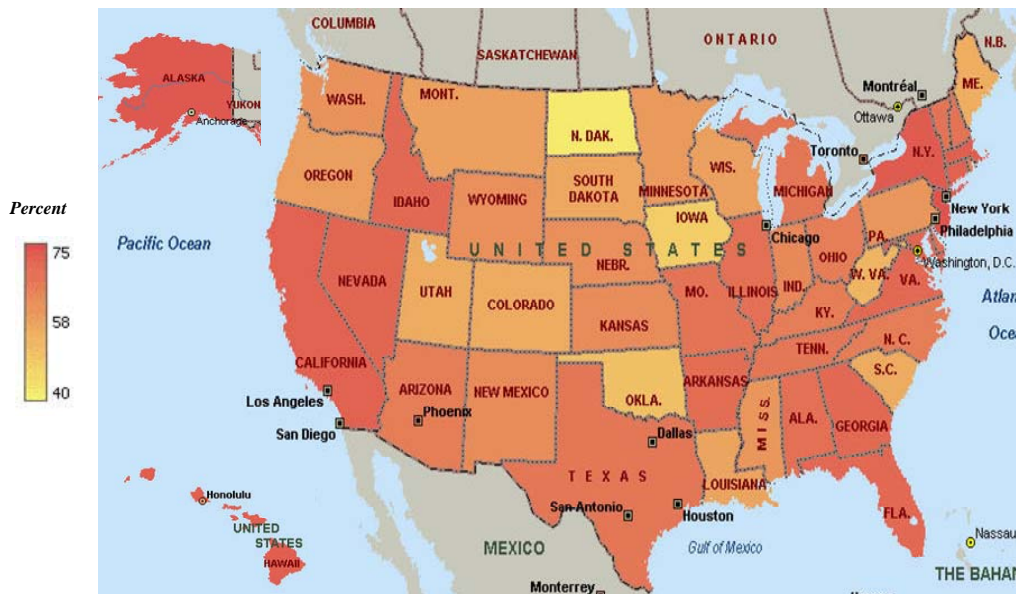 Percent
75
58
40
COLUMBIA
SASKATCHEWAN
ONTARIO
N.B.
ALASKA
YUKON
Anchorage
WASH.
MONT.
N. DAK.
ME.
Montréal
Ottawa
Toronto
N.Y.
OREGON
IDAHO
WYOMING
SOUTH
DAKOTA
MINNESOTA
WIS.
MICHIGAN
IOWA
New York
Philadelphia
Pacific Ocean
Chicago
PA.
Washington, D.C.
UNITED STATES
NEVADA
UTAH
COLORADO
NEBR.
ILLINOIS
IND.
OHIO
W. VA.
VA.
Atlan
Oce
CALIFORNIA
KANSAS
MO.
KY.
TENN.
N. C.
ARIZONA
NEW MEXICO
OKLA.
ARKANSAS
S.C.
Los Angeles
Phoenix
San Diego
Dallas
MISS.
ALA.
GEORGIA
TEXAS
LOUISIANA
FLA.
San-Antonio
Houston
Honolulu
UNITED
STATES
HAWAII
MEXICO
Gulf of Mexico
Nassau
THE BAHAM
Monterrey